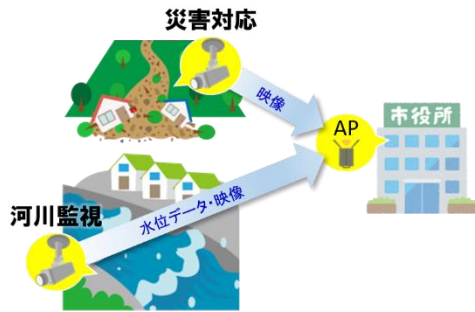 災害対応
映像
AP
市役所
河川監視
水位データ・映像